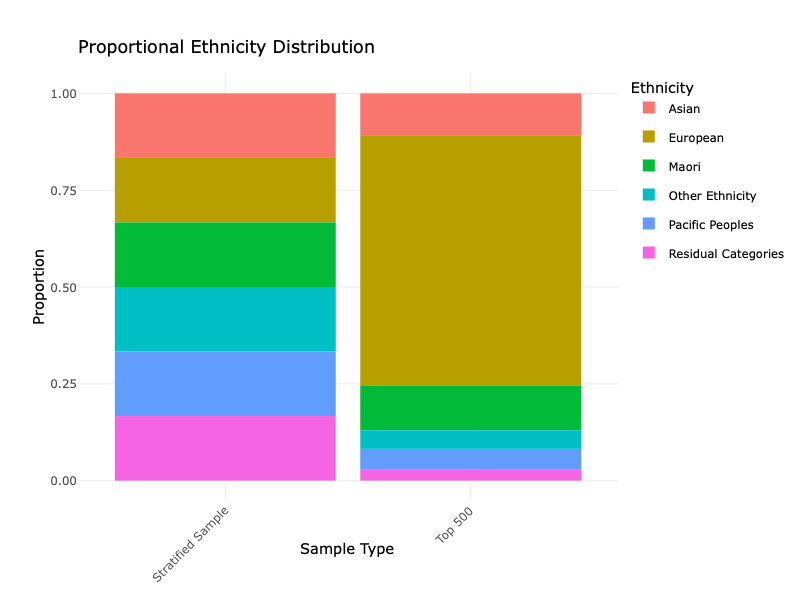 Proportional Ethnicity Distribution
Ethnicity
Asian
European
Maori
Other Ethnicity
Pacific Peoples
Residual Categories
1.00
0.75
0.50
0.25
0.00
Proportion
Stratified Sample
Top 500
Sample Type